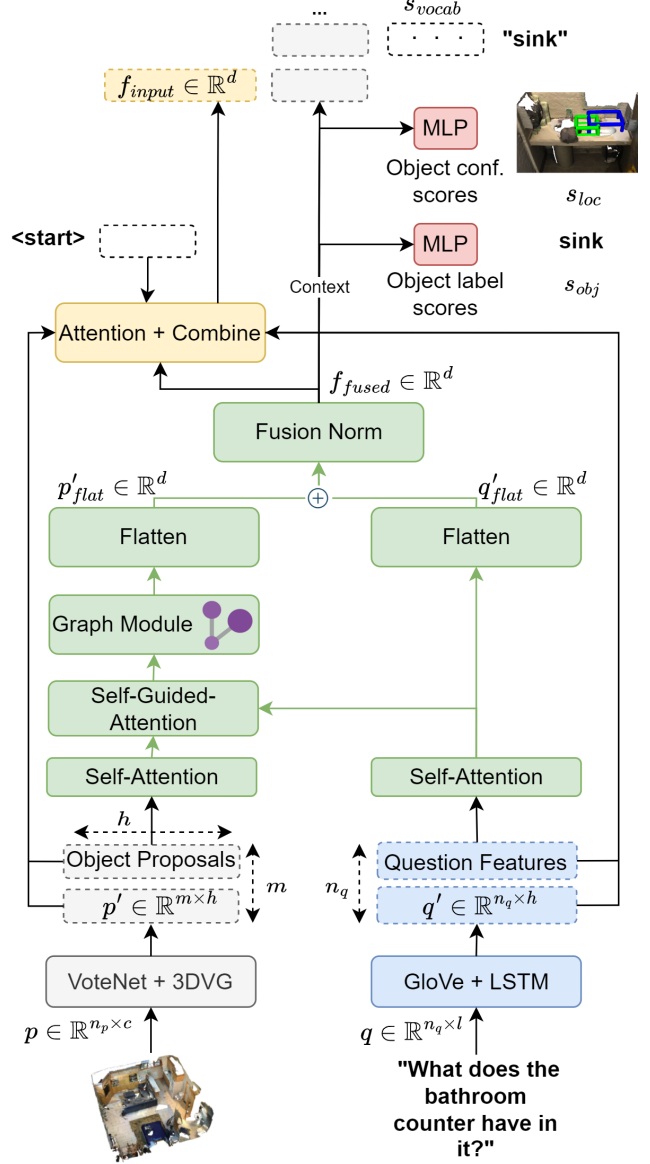 ...
s_vocab
. . .
"sink"
f_input ∈ ℝ^d
MLP
Object conf.
scores
s_loc
<start>
MLP
sink
Context
Object label
scores
s_obj
Attention + Combine
f_fused ∈ ℝ^d
Fusion Norm
p'_flat ∈ ℝ^d
q'_flat ∈ ℝ^d
+
Flatten
Flatten
Graph Module
Self-Guided-
Attention
Self-Attention
Self-Attention
h
Object Proposals
Question Features
m
n_q
p' ∈ ℝ^{m×h}
q' ∈ ℝ^{n_q×h}
VoteNet + 3DVG
GloVe + LSTM
p ∈ ℝ^{n_p×c}
q ∈ ℝ^{n_q×l}
"What does the
bathroom
counter have in
it?"